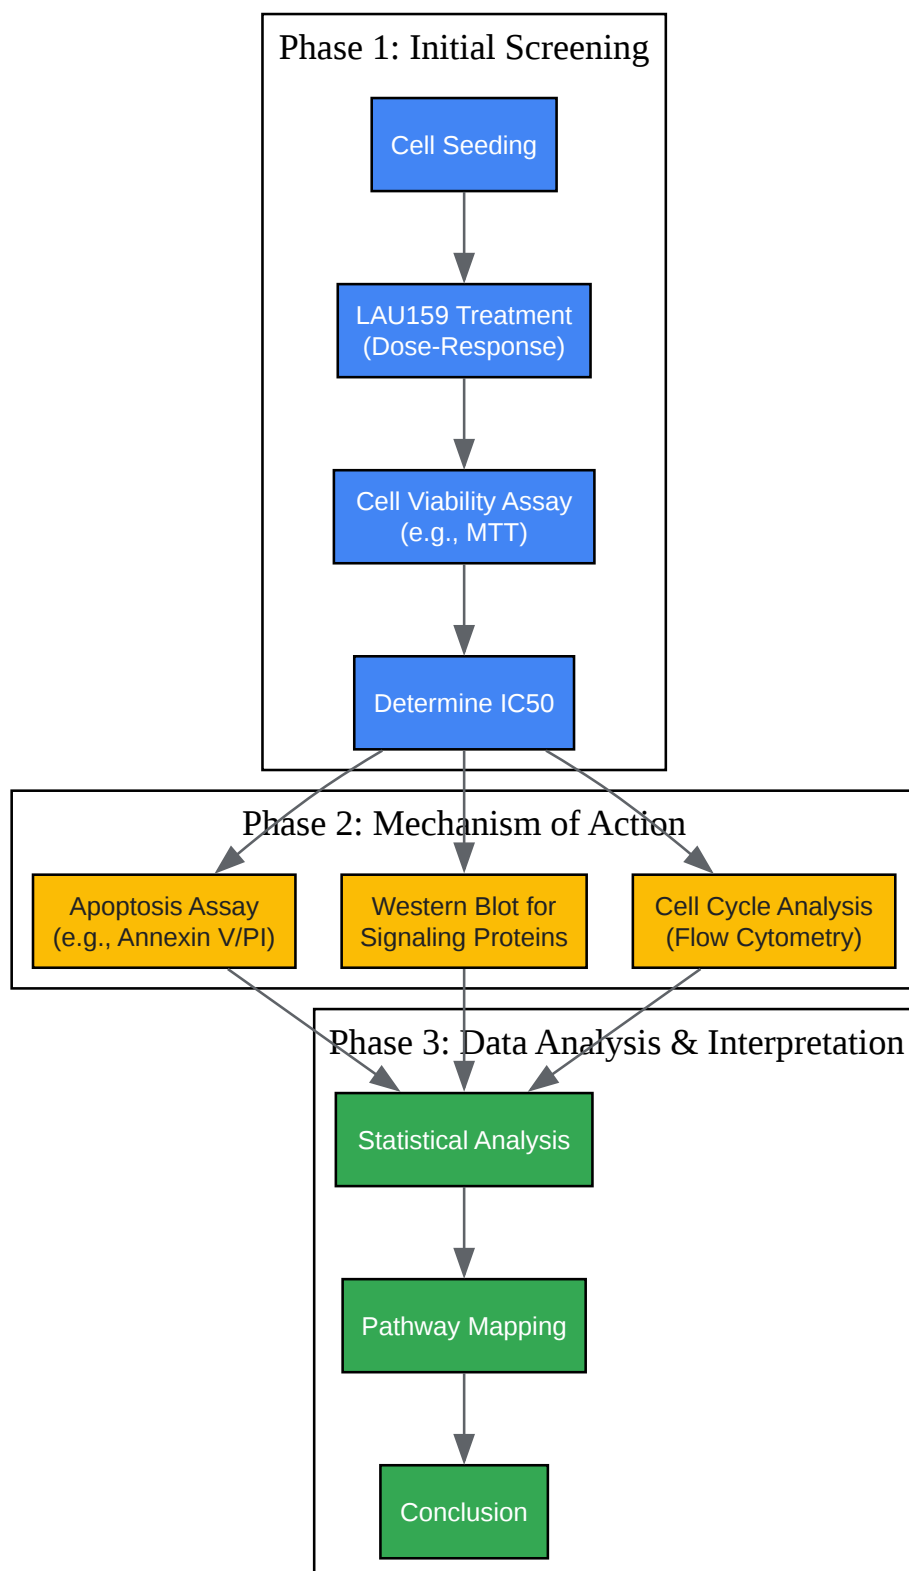 Phase 1: Initial Screening
Cell Seeding
LAU159 Treatment
(Dose-Response)
Cell Viability Assay
(e.g., MTT)
Determine IC50
Phase 2: Mechanism of Action
Apoptosis Assay
(e.g., Annexin V/PI)
Western Blot for
Signaling Proteins
Cell Cycle Analysis
(Flow Cytometry)
Phase 3: Data Analysis & Interpretation
Statistical Analysis
Pathway Mapping
Conclusion